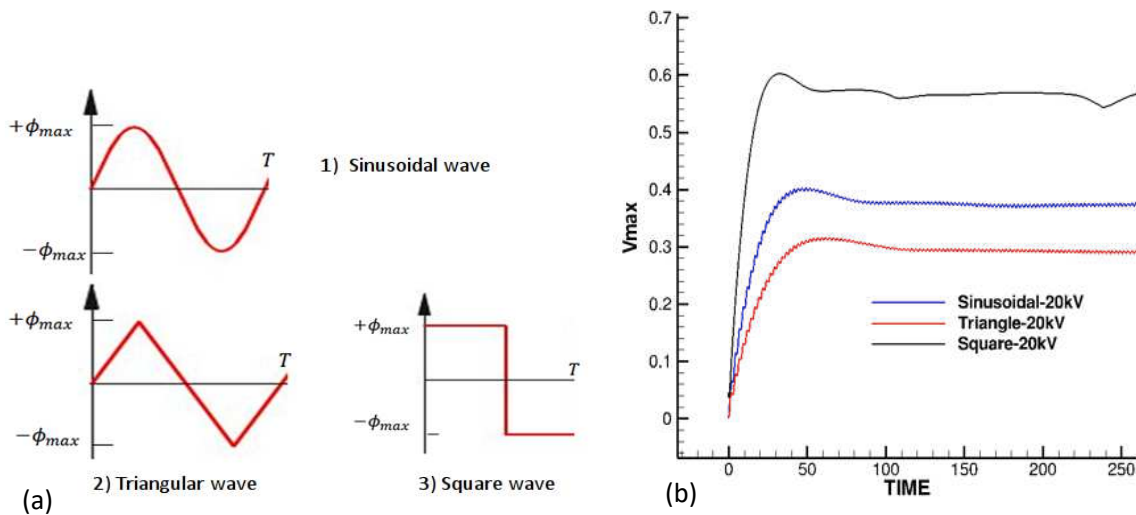 +ϕmax
T
−ϕmax
1) Sinusoidal wave
+ϕmax
T
−ϕmax
2) Triangular wave
+ϕmax
T
−ϕmax
3) Square wave
(a)
0.7
0.6
0.5
0.4
0.3
0.2
0.1
0
Vmax
Sinusoidal-20kV
Triangle-20kV
Square-20kV
0 50 100 150 200 250
TIME
(b)